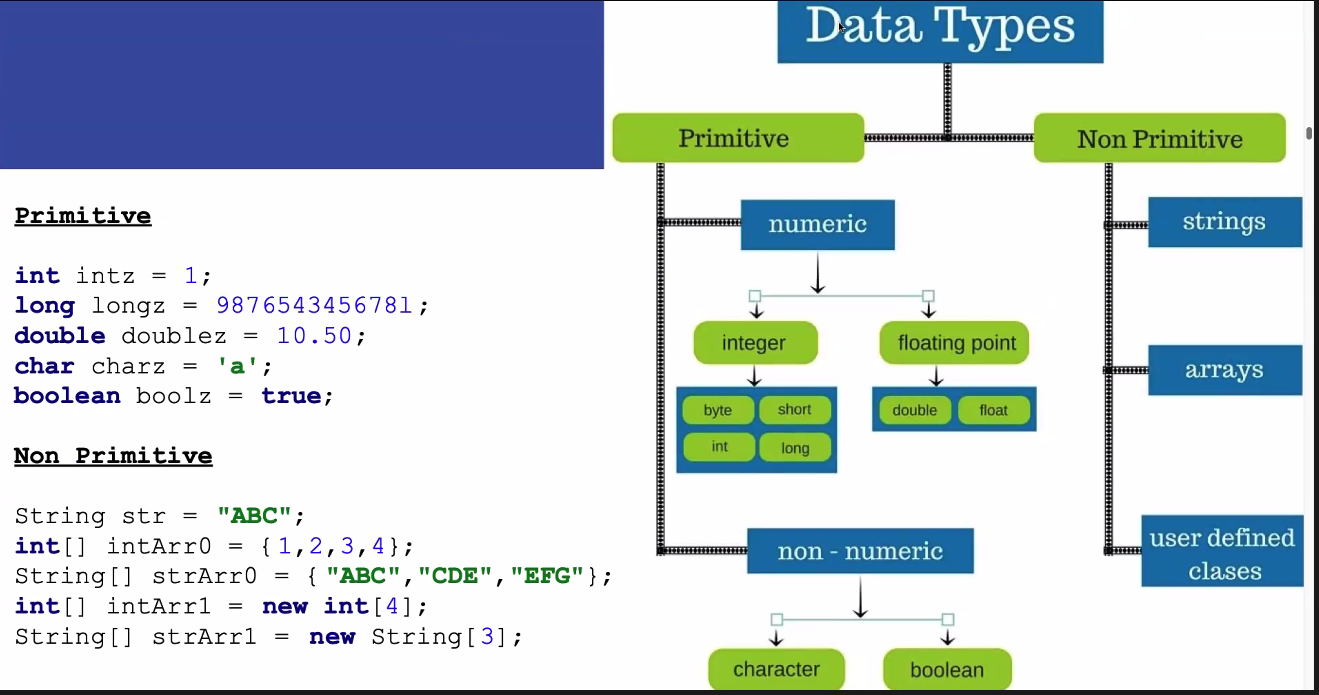 Primitive
int intz = 1;
long longz = 987654345678l;
double doublez = 10.50;
char charz = 'a';
boolean boolz = true;
Non Primitive
String str = "ABC";
int[] intArr0 = {1,2,3,4};
String[] strArr0 = {"ABC","CDE","EFG"};
int[] intArr1 = new int[4];
String[] strArr1 = new String[3];
Data Types
Primitive
Non Primitive
numeric
strings
integer
floating point
arrays
byte
short
double
float
int
long
non - numeric
user defined
clases
character
boolean